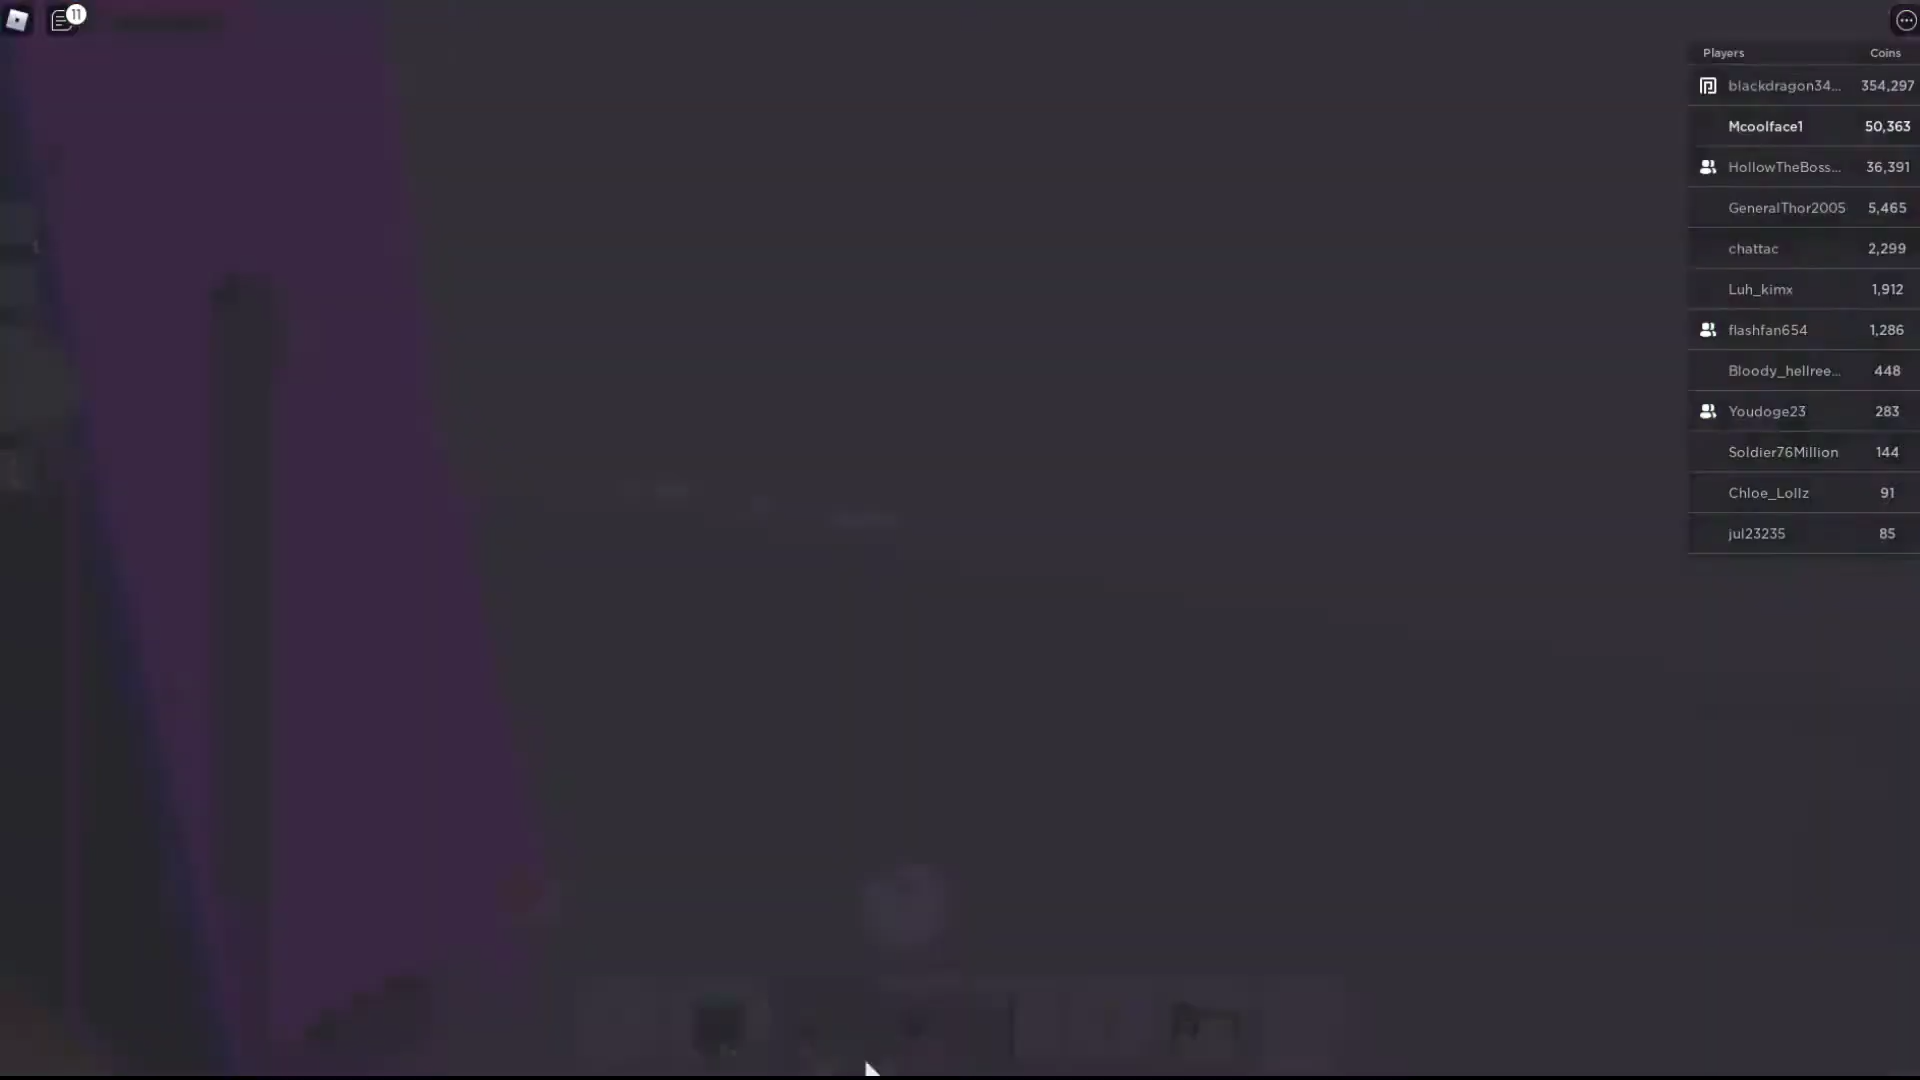 11
Players Coins
blackdragon34... 354,297
Mcoolface1 50,363
HollowTheBoss... 36,391
GeneralThor2005 5,465
chattac 2,299
Luh_kimx 1,912
flashfan654 1,286
Bloody_hellree... 448
Youdoge23 283
Soldier76Million 144
Chloe_Lollz 91
jul23235 85